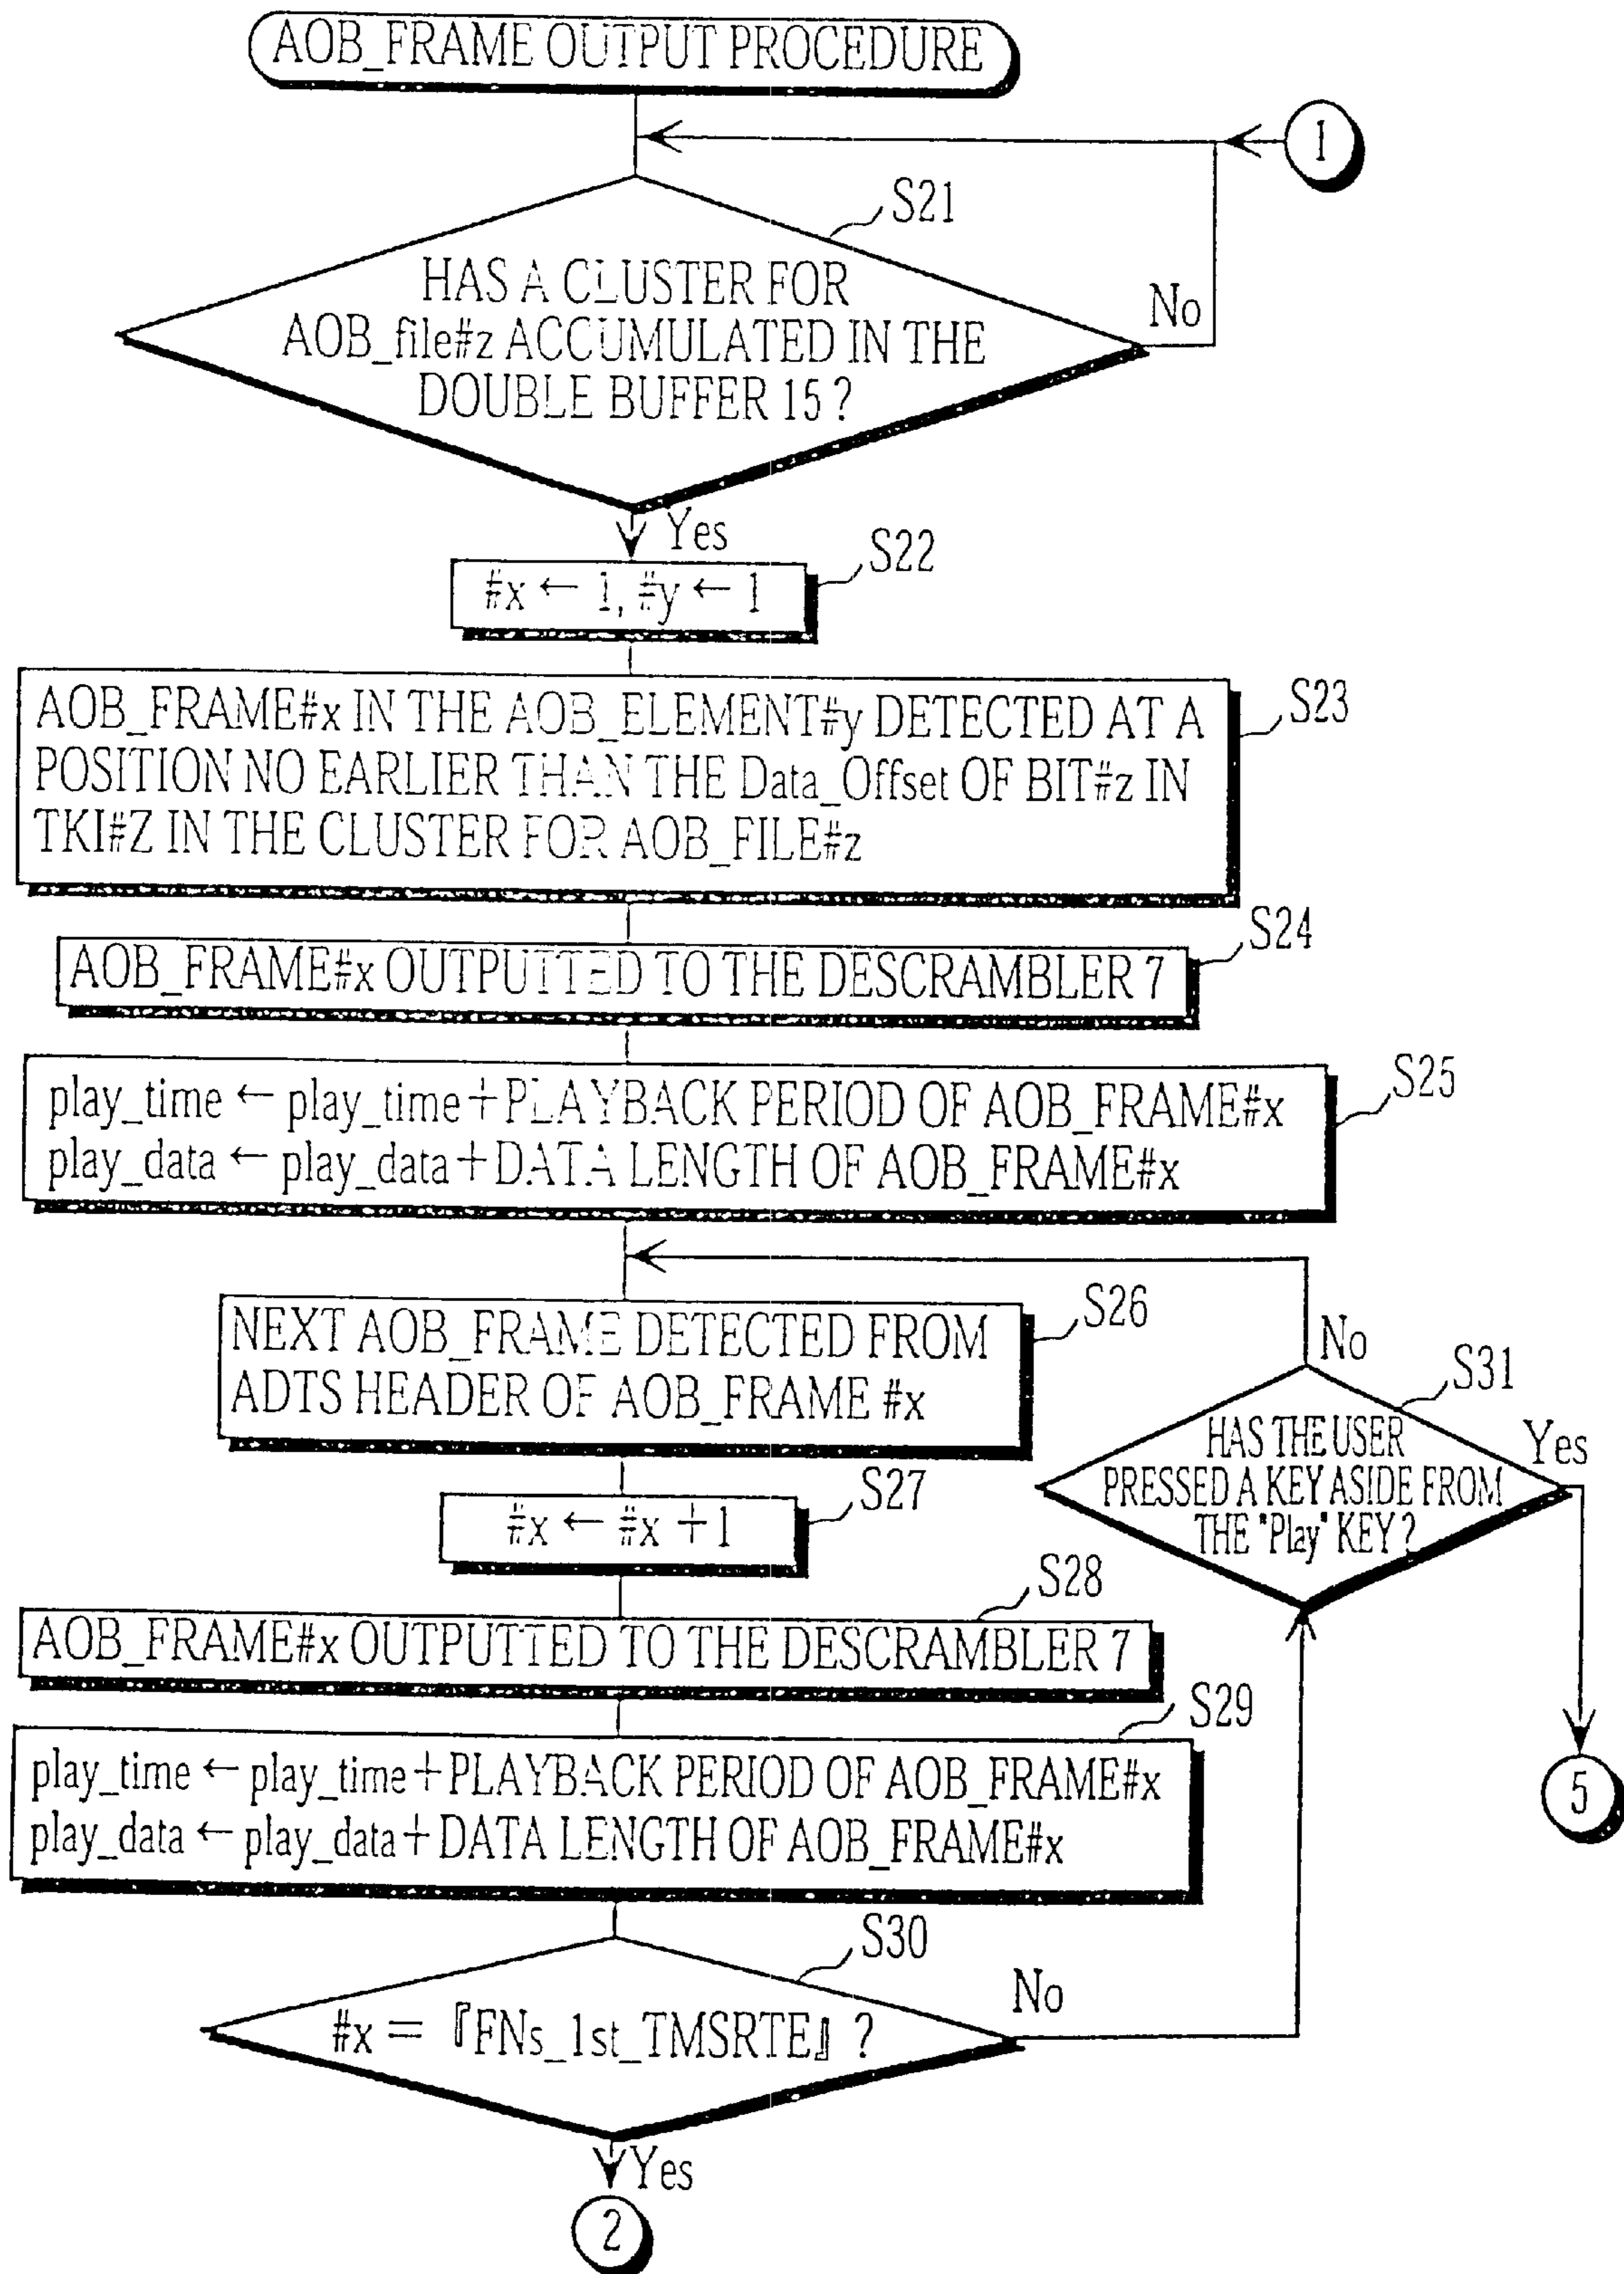 AOB_FRAME OUTPUT PROCEDURE
1
S21
HAS A CLUSTER FOR
AOB_file#z ACCUMULATED IN THE
DOUBLE BUFFER 15?
No
Yes
S22
#x ← 1, #y ← 1
S23
AOB_FRAME#x IN THE AOB_ELEMENT#y DETECTED AT A
POSITION NO EARLIER THAN THE Data_Offset OF BIT#z IN
TKI#Z IN THE CLUSTER FOR AOB_FILE#z
S24
AOB_FRAME#x OUTPUTTED TO THE DESCRAMBLER 7
S25
play_time ← play_time+PLAYBACK PERIOD OF AOB_FRAME#x
play_data ← play_data+DATA LENGTH OF AOB_FRAME#x
S26
NEXT AOB_FRAME DETECTED FROM
ADTS HEADER OF AOB_FRAME #x
No
S31
HAS THE USER
PRESSED A KEY ASIDE FROM
THE "Play" KEY?
Yes
S27
#x ← #x +1
S28
AOB_FRAME#x OUTPUTTED TO THE DESCRAMBLER 7
S29
play_time ← play_time+PLAYBACK PERIOD OF AOB_FRAME#x
play_data ← play_data+DATA LENGTH OF AOB_FRAME#x
5
S30
#x = 『FNs_1st_TMSRTE』?
No
Yes
2